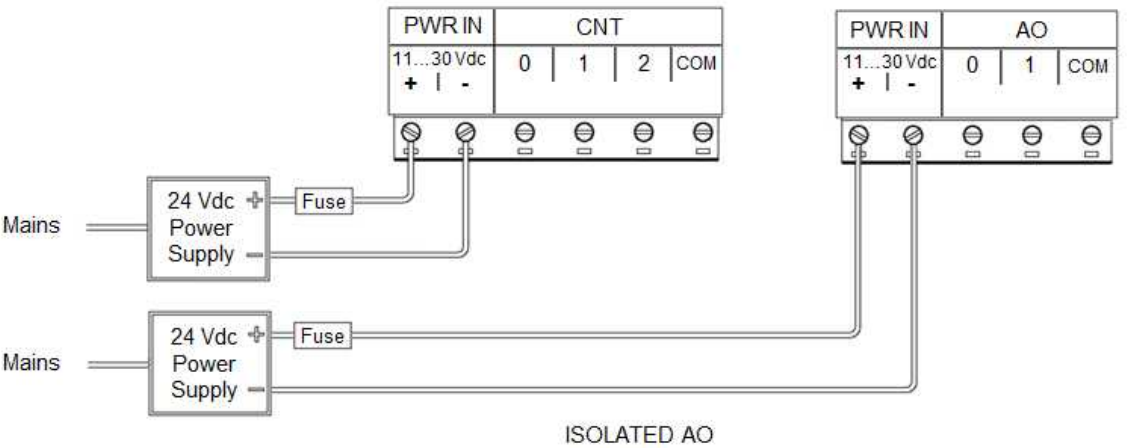 PWR IN CNT
11...30 Vdc 0 1 2 COM
+ | -
PWR IN AO
11...30 Vdc 0 1 COM
+ | -
Mains
24 Vdc +
Power
Supply -
Fuse
Mains
24 Vdc +
Power
Supply -
Fuse
ISOLATED AO